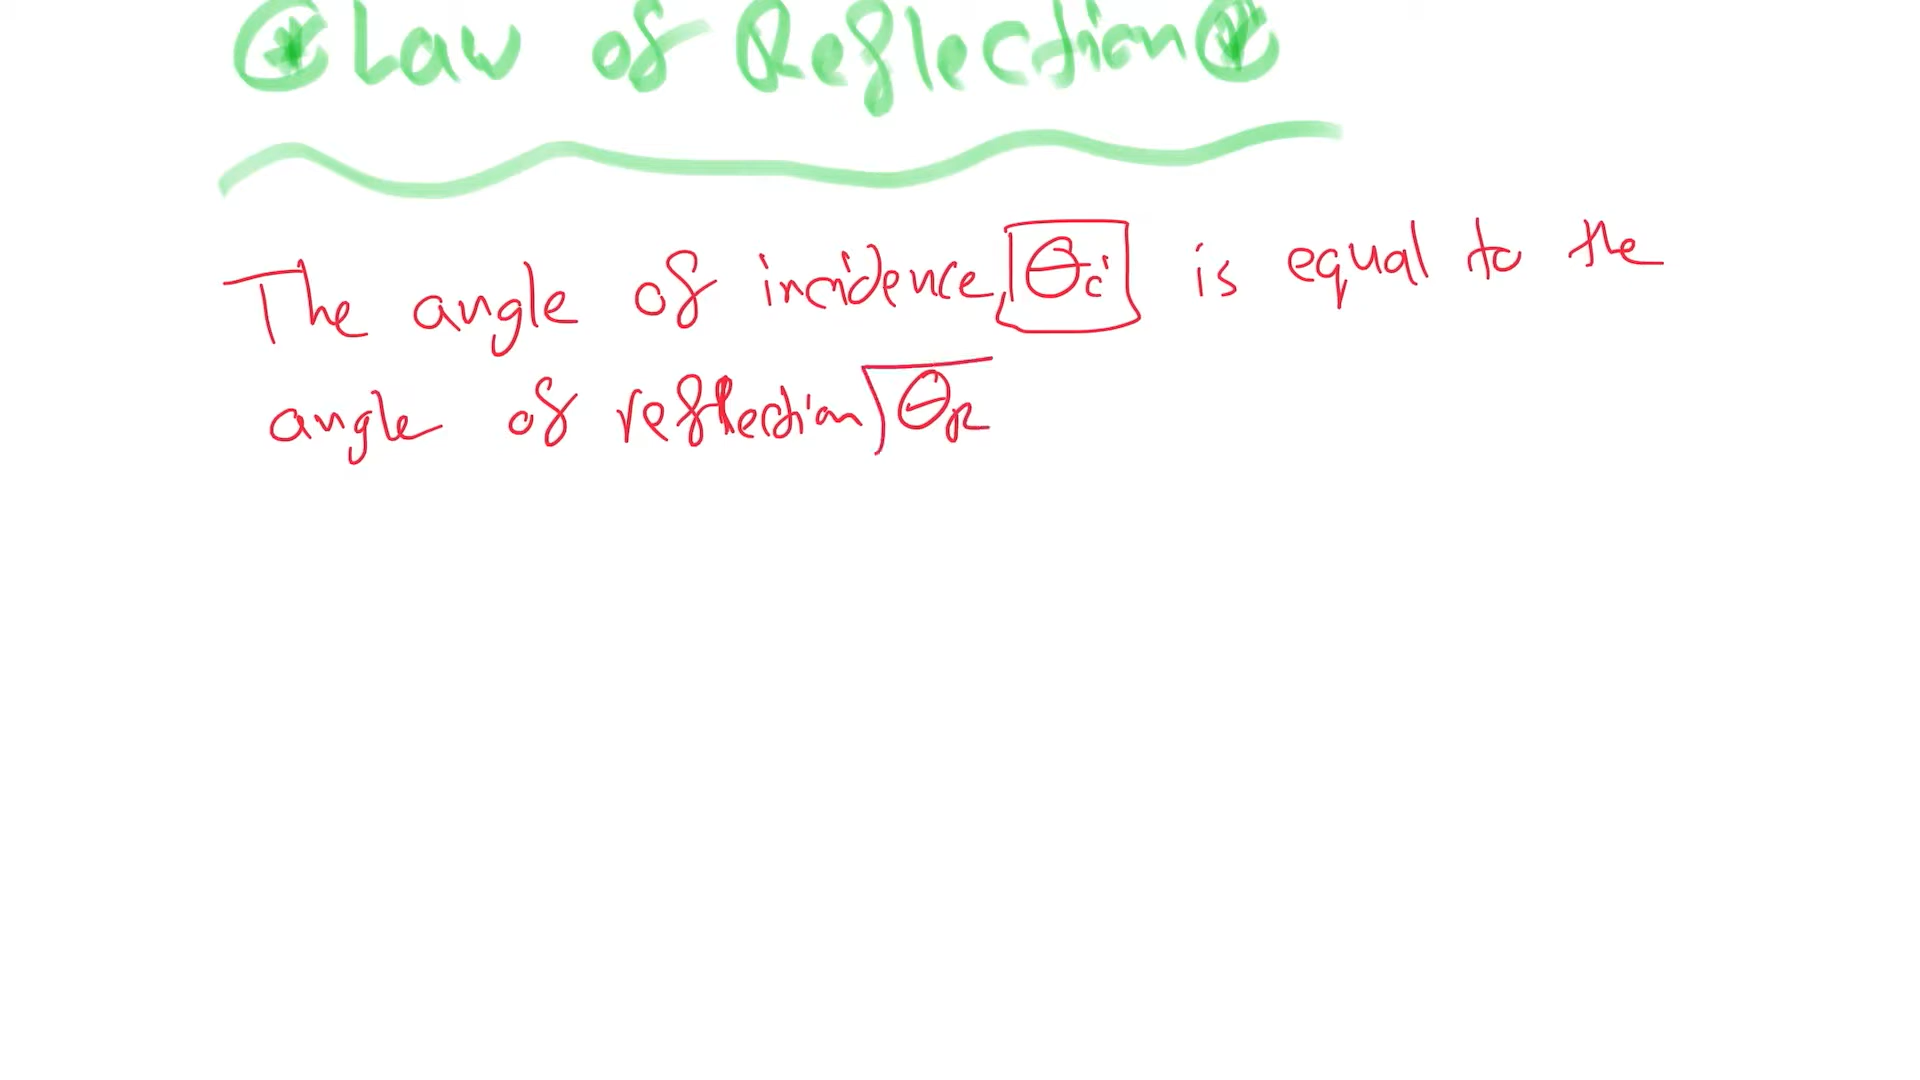 * Law of Reflection *
The angle of incidence, θi is equal to the
angle of reflection, θR